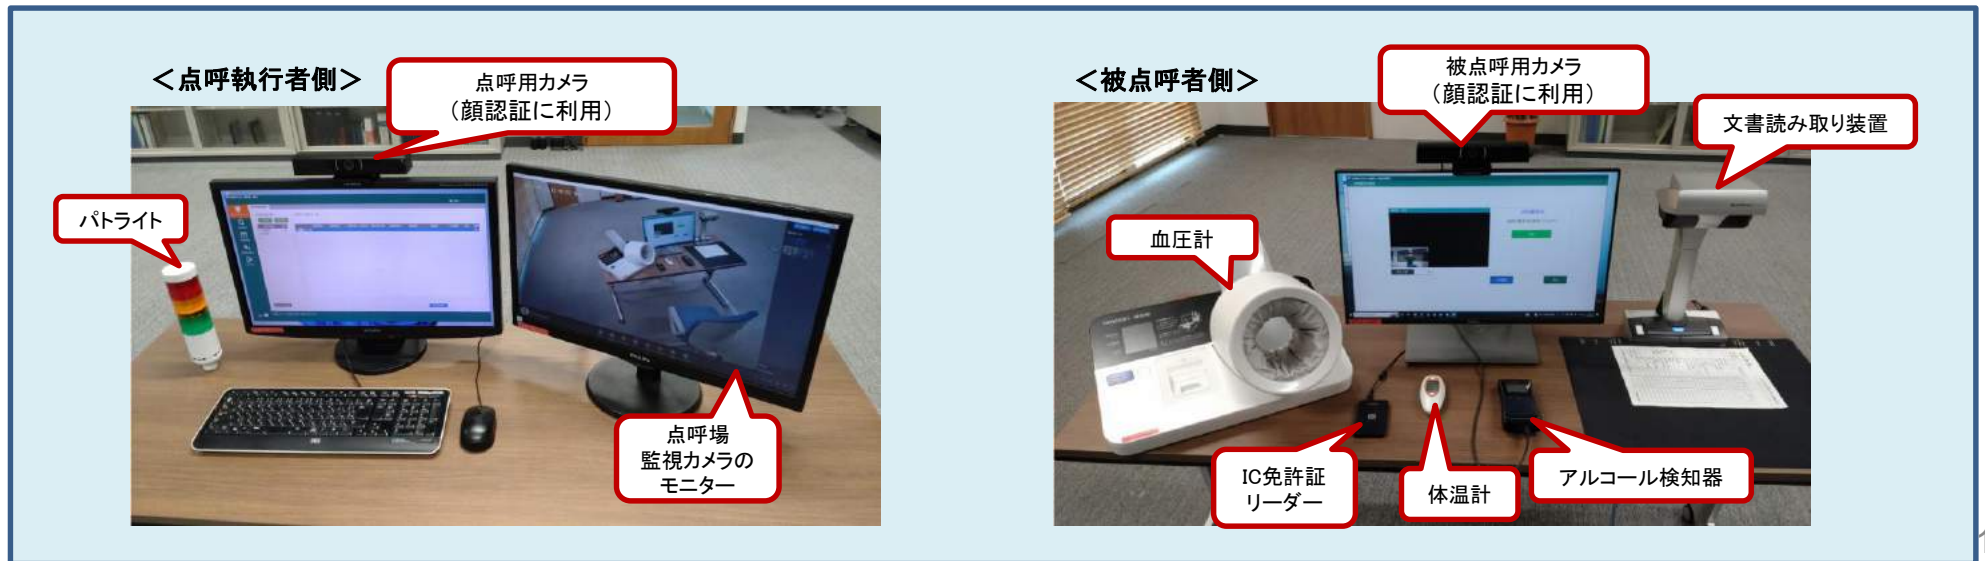 ＜点呼執行者側＞
点呼用カメラ
（顔認証に利用）
パトライト
点呼場
監視カメラの
モニター
＜被点呼者側＞
被点呼用カメラ
（顔認証に利用）
文書読み取り装置
血圧計
IC免許証
リーダー
体温計
アルコール検知器